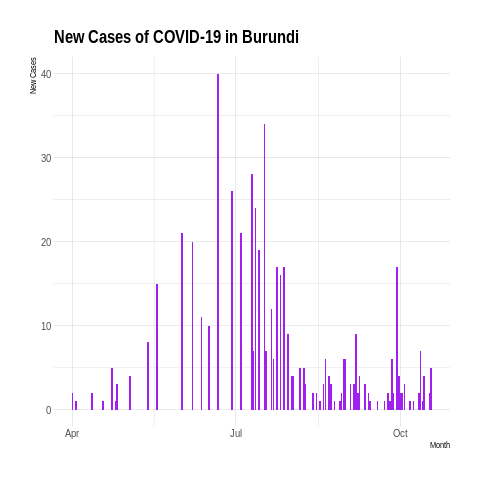 New Cases of COVID-19 in Burundi
New Cases
40
30
20
10
0
Apr
Jul
Oct
Month